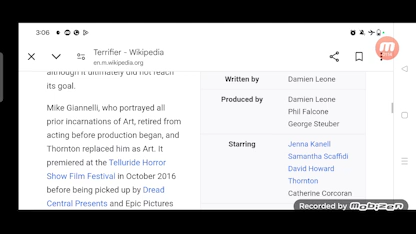 3:06
Terrifier - Wikipedia
en.m.wikipedia.org
although it ultimately did not reach
its goal.
Mike Giannelli, who portrayed all
prior incarnations of Art, retired from
acting before production began, and
Thornton replaced him as Art. It
premiered at the Telluride Horror
Show Film Festival in October 2016
before being picked up by Dread
Central Presents and Epic Pictures
Written by
Damien Leone
Produced by
Damien Leone
Phil Falcone
George Steuber
Starring
Jenna Kanell
Samantha Scaffidi
David Howard
Thornton
Catherine Corcoran
Recorded by Mobizen